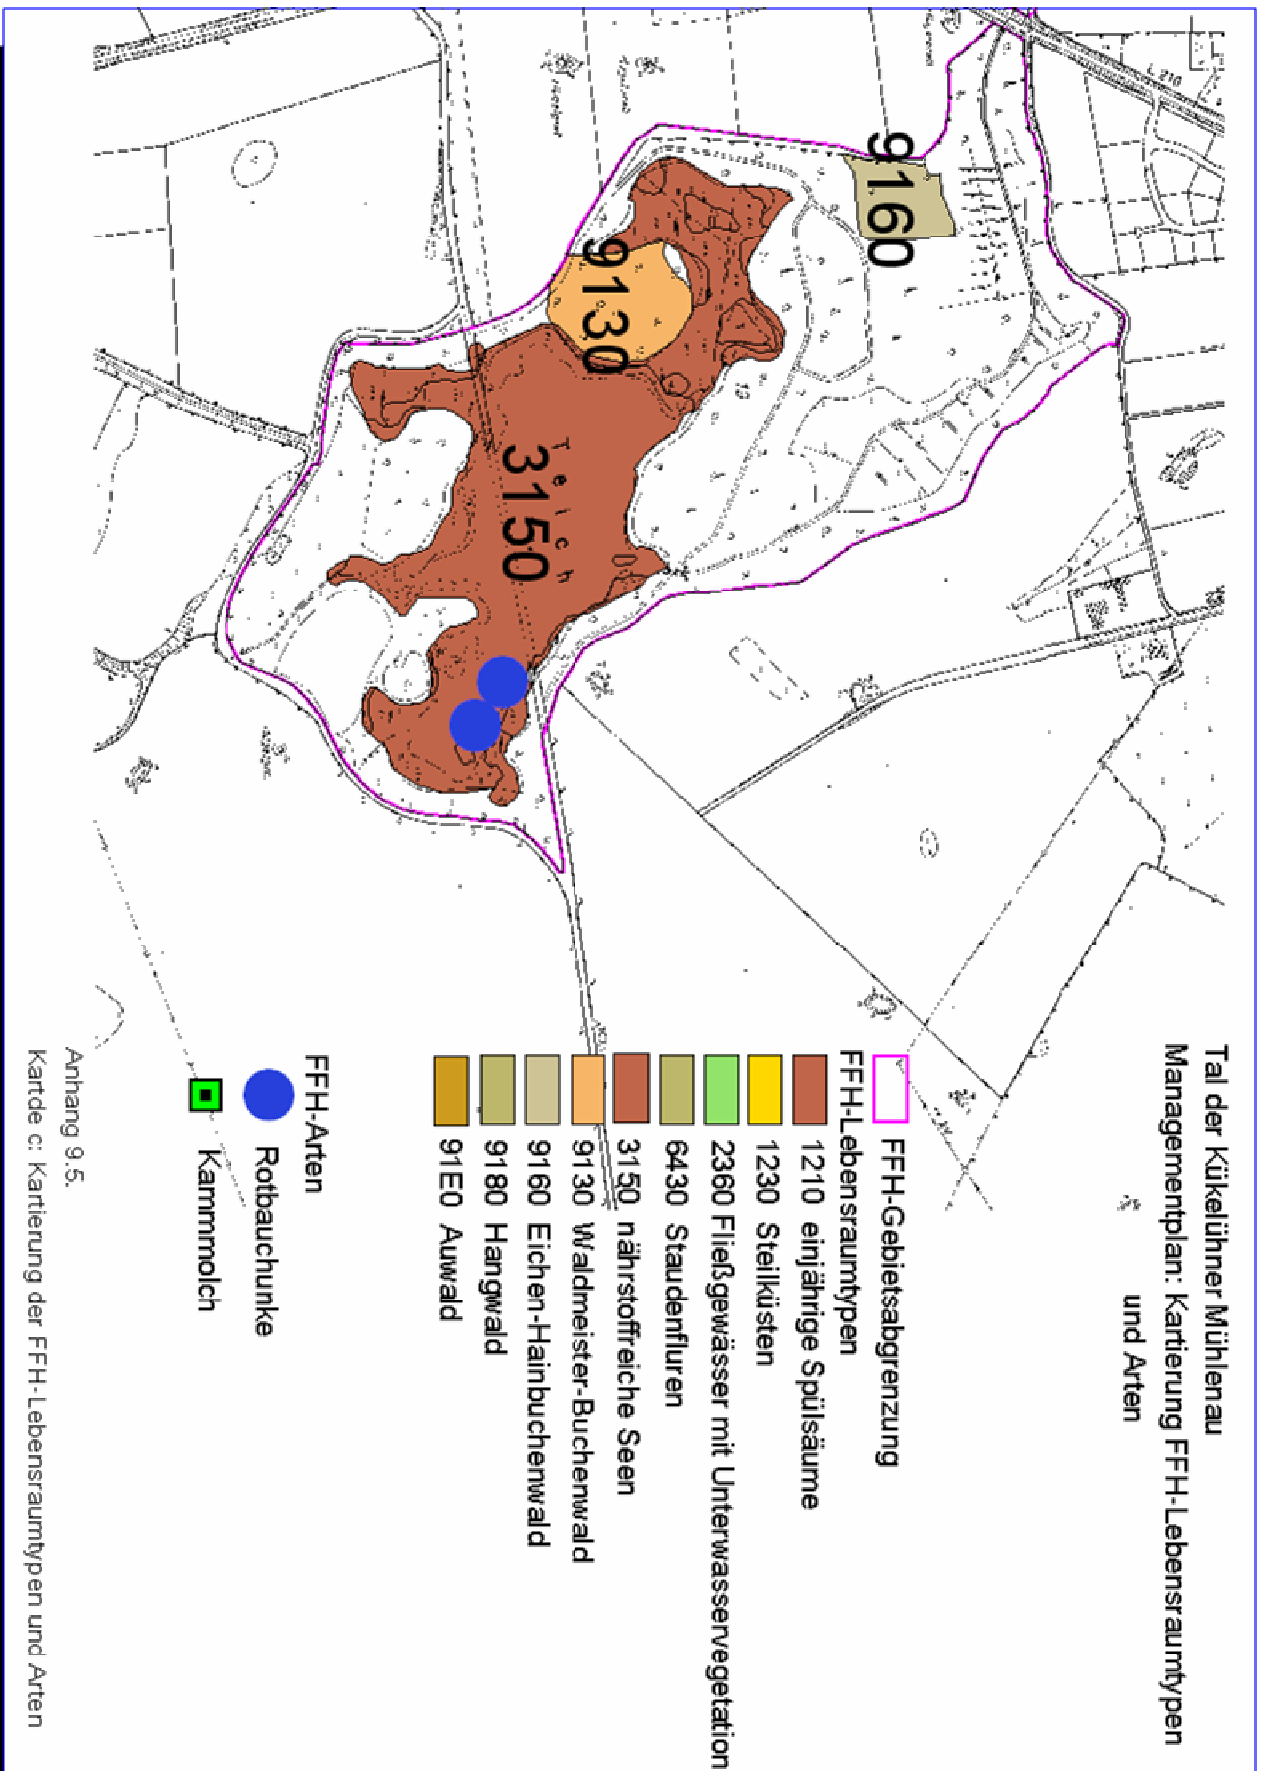 Tal der Kükelühner Mühlenau
Managementplan: Kartierung FFH-Lebensraumtypen
und Arten
FFH-Gebietsabgrenzung
FFH-Lebensraumtypen
1210 einjährige Spülsäume
1230 Steilküsten
2360 Fließgewässer mit Unterwasservegetation
6430 Staudenfluren
3150 nährstoffreiche Seen
9130 Waldmeister-Buchenwald
9160 Eichen-Hainbuchenwald
9180 Hangwald
91E0 Auwald
FFH-Arten
Rotbauchunke
Kammmolch
Anhang 9.5.
Kartde c: Kartierung der FFH-Lebensraumtypen und Arten
L 210
9160
9130
Teich
3150